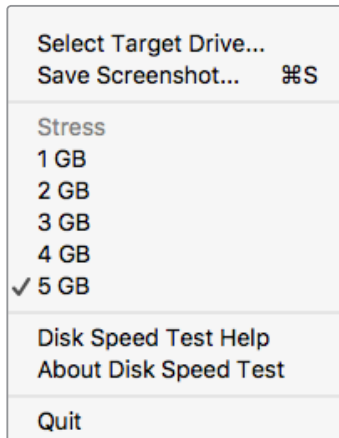 Select Target Drive...
Save Screenshot... ⌘S
Stress
1 GB
2 GB
3 GB
4 GB
✓ 5 GB
Disk Speed Test Help
About Disk Speed Test
Quit